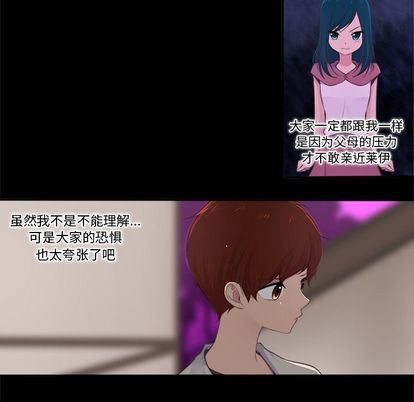 大家一定都跟我一样
是因为父母的压力
才不敢亲近莱伊
虽然我不是不能理解...
可是大家的恐惧
也太夸张了吧